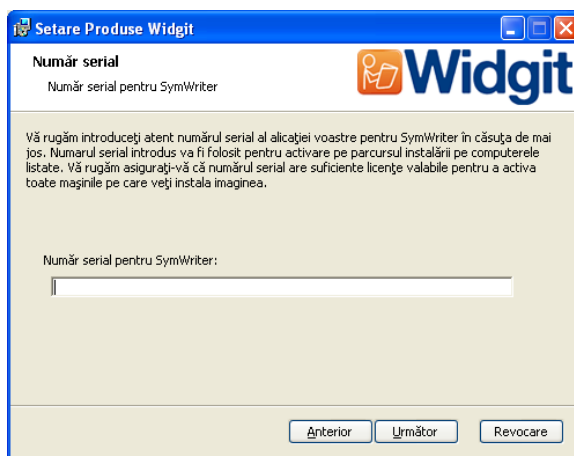 Setare Produse Widgit
Număr serial
Număr serial pentru SymWriter
Widgit
Vă rugăm introduceţi atent numărul serial al alicaţiei voastre pentru SymWriter în căsuţa de mai
jos. Numarul serial introdus va fi folosit pentru activare pe parcursul instalării pe computerele
listate. Vă rugăm asiguraţi-vă că numărul serial are suficiente licenţe valabile pentru a activa
toate maşinile pe care veţi instala imaginea.
Număr serial pentru SymWriter:
Anterior Următor Revocare